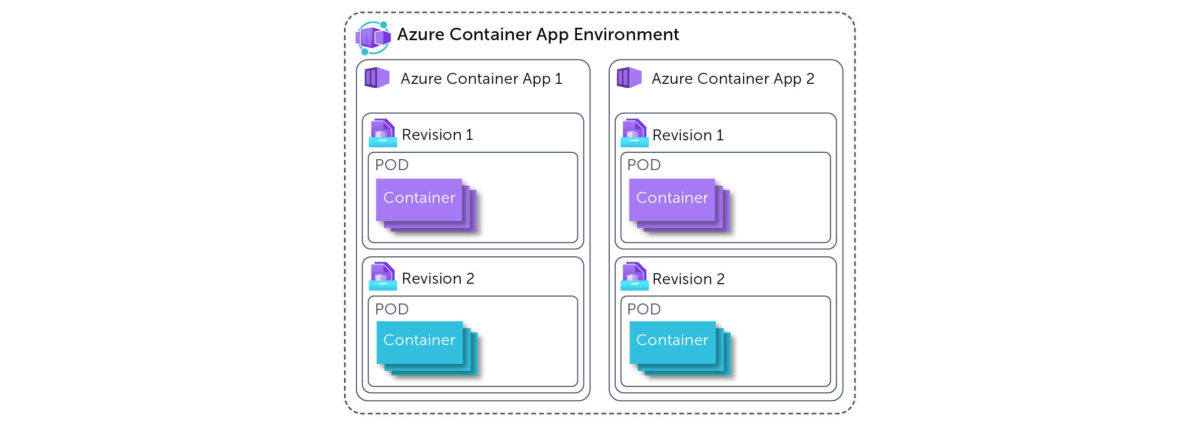 Azure Container App Environment
Azure Container App 1
Revision 1
POD
Container
Revision 2
POD
Container
Azure Container App 2
Revision 1
POD
Container
Revision 2
POD
Container